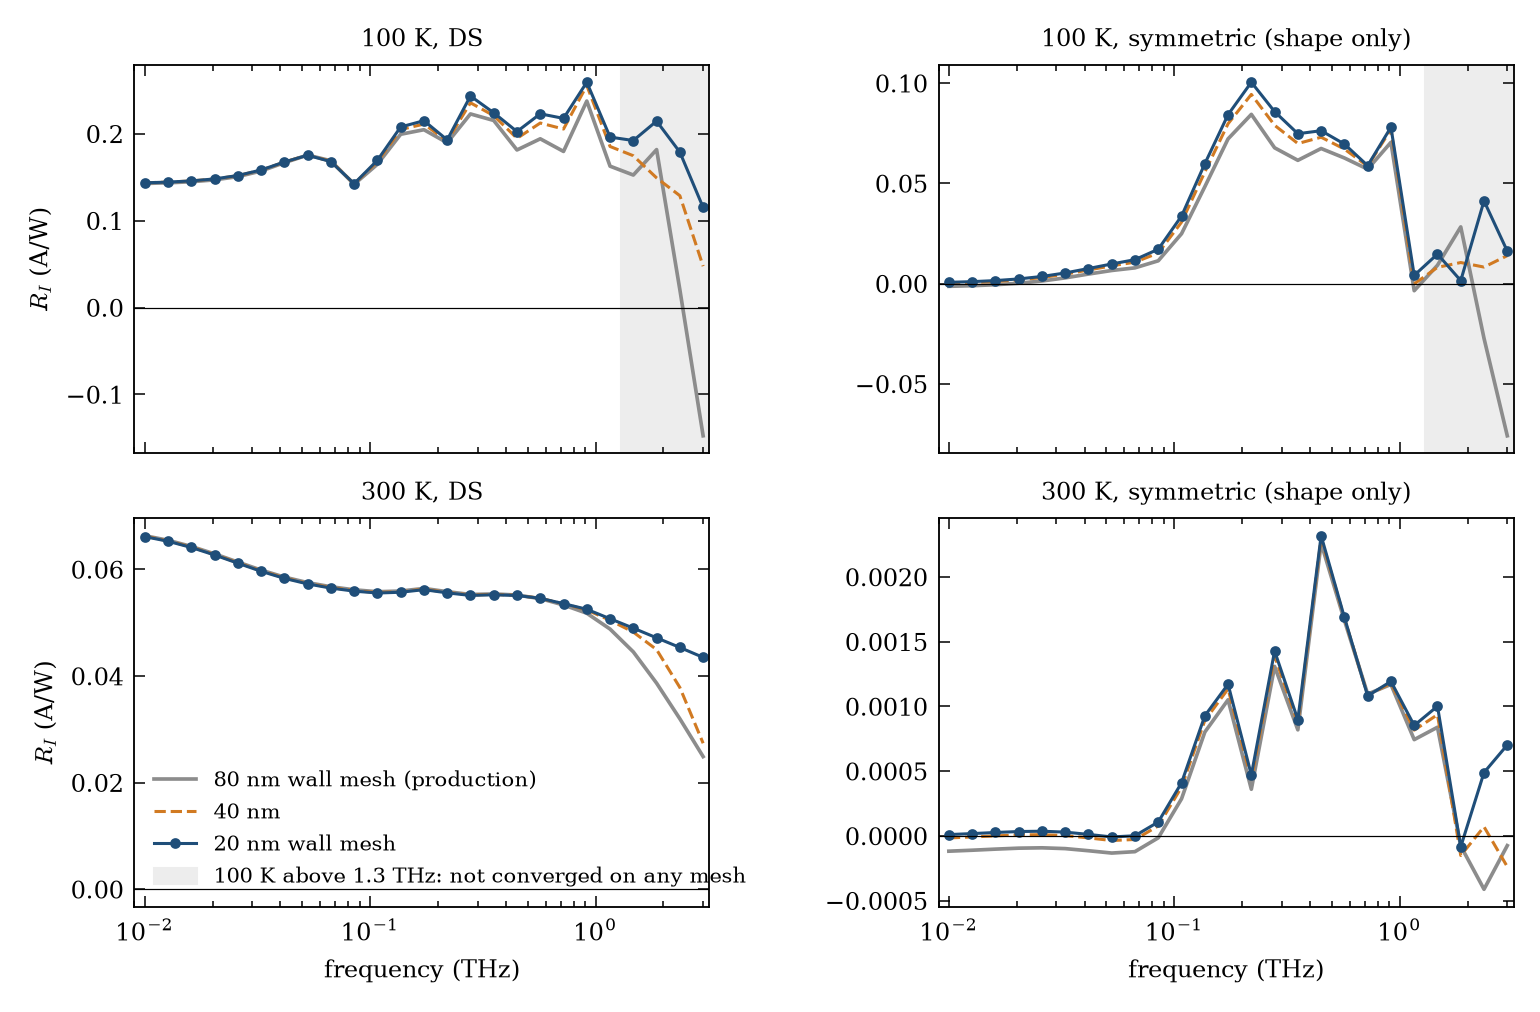 100 K, DS
100 K, symmetric (shape only)
0.2
0.1
0.0
−0.1
R_I (A/W)
0.10
0.05
0.00
−0.05
300 K, DS
300 K, symmetric (shape only)
0.06
0.04
0.02
0.00
R_I (A/W)
80 nm wall mesh (production)
40 nm
20 nm wall mesh
100 K above 1.3 THz: not converged on any mesh
10⁻²
10⁻¹
10⁰
frequency (THz)
0.0020
0.0015
0.0010
0.0005
0.0000
−0.0005
10⁻²
10⁻¹
10⁰
frequency (THz)